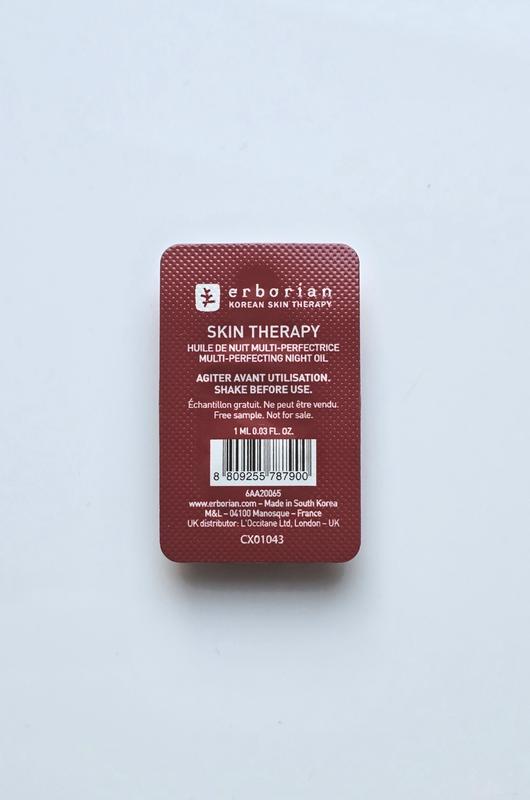 erborian
KOREAN SKIN THERAPY
SKIN THERAPY
HUILE DE NUIT MULTI-PERFECTRICE
MULTI-PERFECTING NIGHT OIL
AGITER AVANT UTILISATION.
SHAKE BEFORE USE.
Échantillon gratuit. Ne peut être vendu.
Free sample. Not for sale.
1 ML 0.03 FL. OZ.
8 809255 787900
6AA20065
www.erborian.com – Made in South Korea
M&L – 04100 Manosque – France
UK distributor: L'Occitane Ltd, London – UK
CX01043